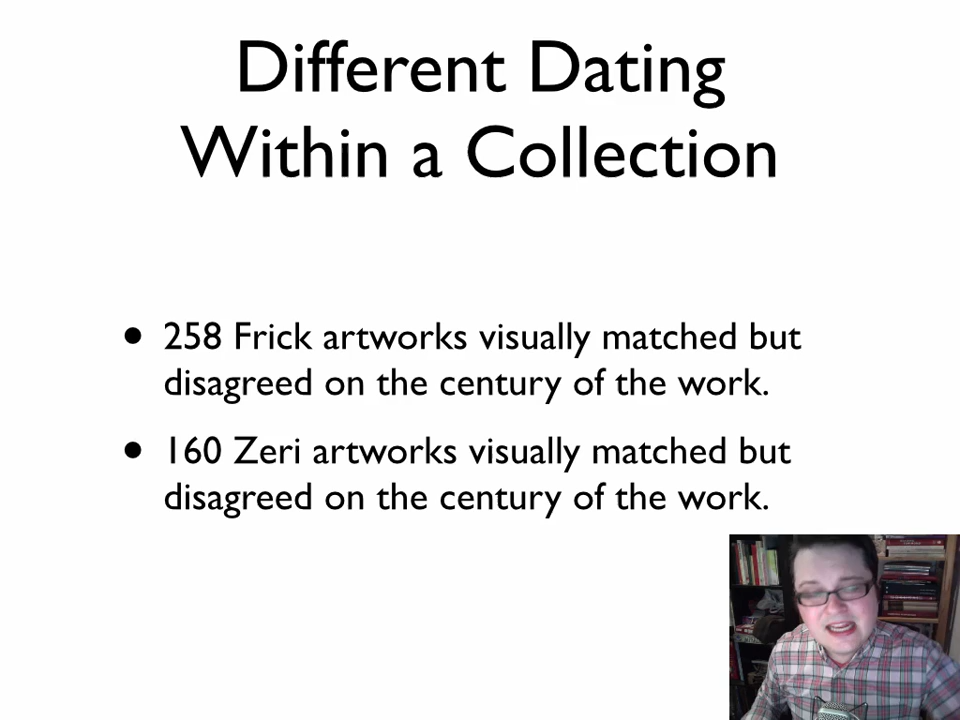 Different Dating
Within a Collection
• 258 Frick artworks visually matched but
disagreed on the century of the work.
• 160 Zeri artworks visually matched but
disagreed on the century of the work.